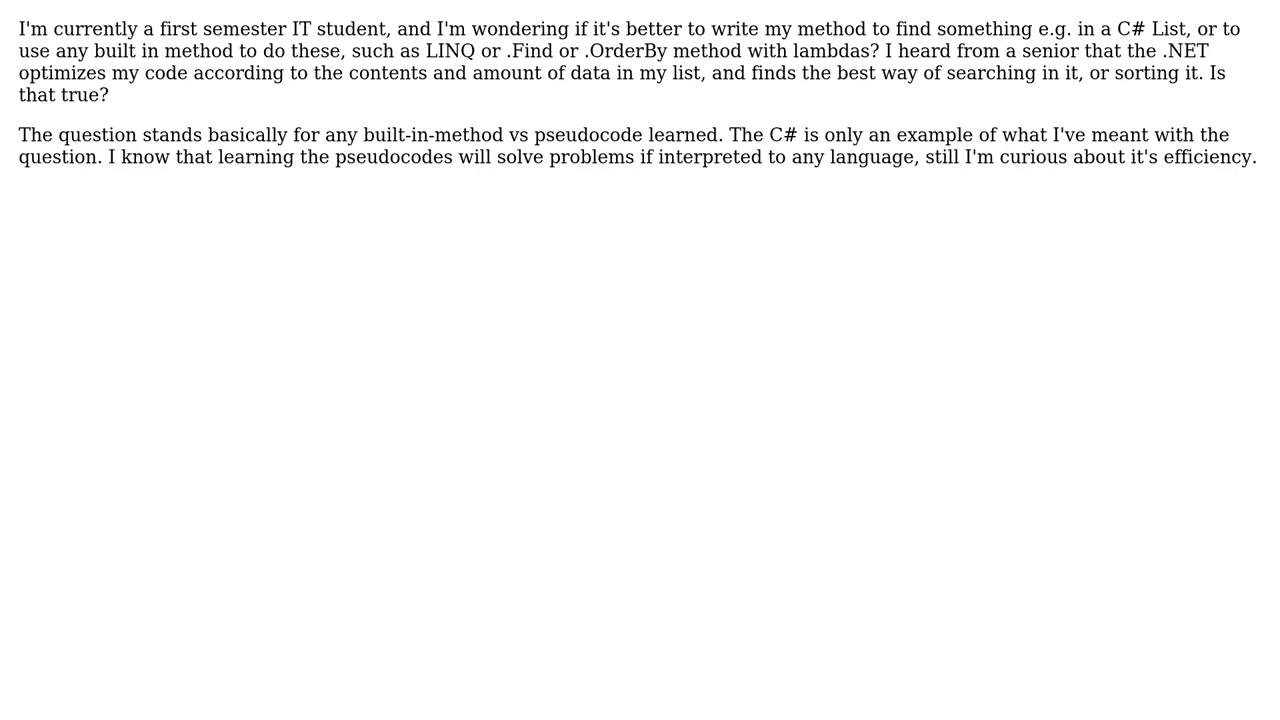 I'm currently a first semester IT student, and I'm wondering if it's better to write my method to find something e.g. in a C# List, or to
use any built in method to do these, such as LINQ or .Find or .OrderBy method with lambdas? I heard from a senior that the .NET
optimizes my code according to the contents and amount of data in my list, and finds the best way of searching in it, or sorting it. Is
that true?
The question stands basically for any built-in-method vs pseudocode learned. The C# is only an example of what I've meant with the
question. I know that learning the pseudocodes will solve problems if interpreted to any language, still I'm curious about it's efficiency.